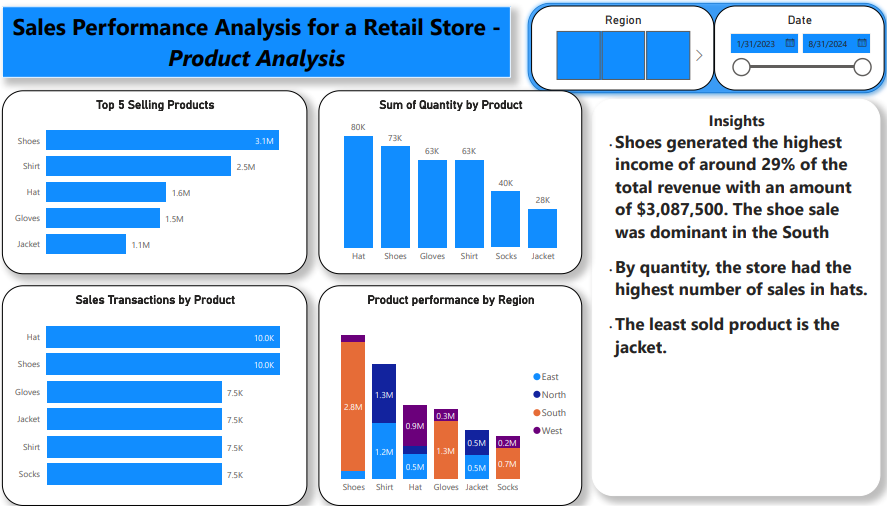 Sales Performance Analysis for a Retail Store -
Product Analysis
Region
Date
1/31/2023
8/31/2024
Top 5 Selling Products
Shoes 3.1M
Shirt 2.5M
Hat 1.6M
Gloves 1.5M
Jacket 1.1M
Sum of Quantity by Product
80K
73K
63K
63K
40K
28K
Hat Shoes Gloves Shirt Socks Jacket
Sales Transactions by Product
Hat 10.0K
Shoes 10.0K
Gloves 7.5K
Jacket 7.5K
Shirt 7.5K
Socks 7.5K
Product performance by Region
2.8M
1.3M
1.2M
0.9M
0.5M
0.3M
1.3M
0.5M
0.5M
0.2M
0.7M
Shoes Shirt Hat Gloves Jacket Socks
East
North
South
West
Insights
· Shoes generated the highest
income of around 29% of the
total revenue with an amount
of $3,087,500. The shoe sale
was dominant in the South
· By quantity, the store had the
highest number of sales in hats.
· The least sold product is the
jacket.